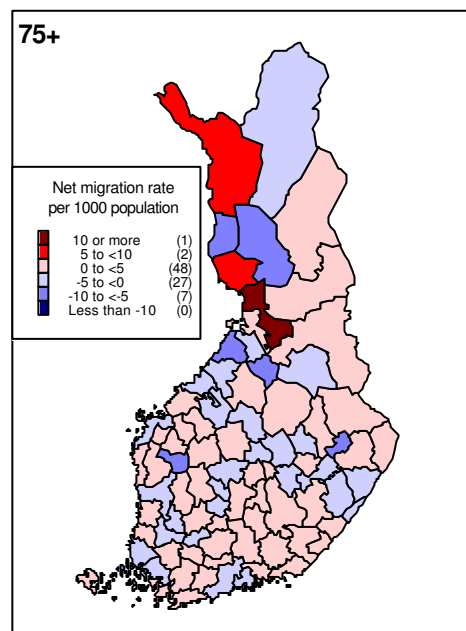 75+
Net migration rate
per 1000 population
10 or more (1)
5 to <10 (2)
0 to <5 (48)
-5 to <0 (27)
-10 to <-5 (7)
Less than -10 (0)